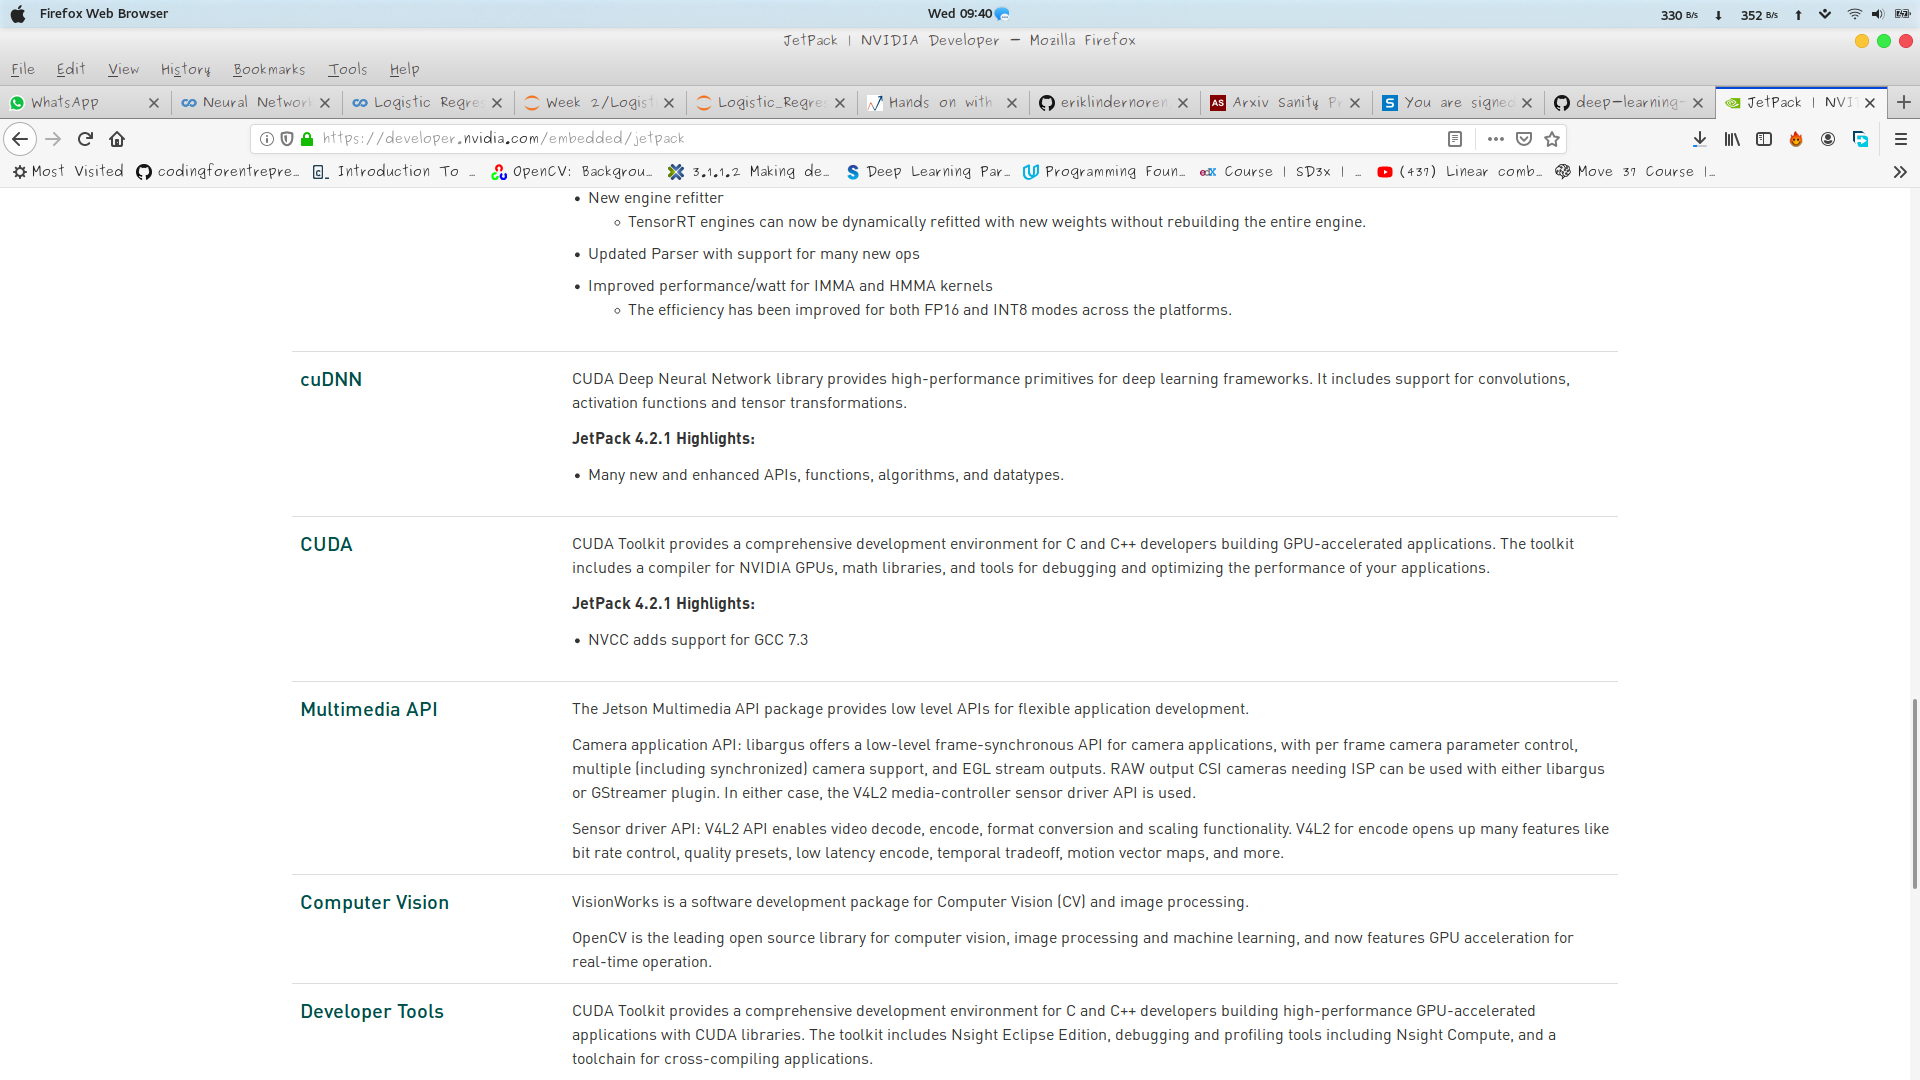 Firefox Web Browser
Wed 09:40
330 B/s ↓ 352 B/s ↑
JetPack | NVIDIA Developer — Mozilla Firefox
File Edit View History Bookmarks Tools Help
WhatsApp
Neural Network
Logistic Regres
Week 2/Logist
Logistic_Regres
Hands on with
eriklindernoren
Arxiv Sanity Pr
You are signed
deep-learning-
JetPack | NVI
https://developer.nvidia.com/embedded/jetpack
Most Visited
codingforentrepre…
Introduction To …
OpenCV: Backgrou…
3.1.1.2 Making de…
Deep Learning Par…
Programming Foun…
Course | SD3x | …
(437) Linear comb…
Move 37 Course |…
• New engine refitter
◦ TensorRT engines can now be dynamically refitted with new weights without rebuilding the entire engine.
• Updated Parser with support for many new ops
• Improved performance/watt for IMMA and HMMA kernels
◦ The efficiency has been improved for both FP16 and INT8 modes across the platforms.
cuDNN
CUDA Deep Neural Network library provides high-performance primitives for deep learning frameworks. It includes support for convolutions,
activation functions and tensor transformations.
JetPack 4.2.1 Highlights:
• Many new and enhanced APIs, functions, algorithms, and datatypes.
CUDA
CUDA Toolkit provides a comprehensive development environment for C and C++ developers building GPU-accelerated applications. The toolkit
includes a compiler for NVIDIA GPUs, math libraries, and tools for debugging and optimizing the performance of your applications.
JetPack 4.2.1 Highlights:
• NVCC adds support for GCC 7.3
Multimedia API
The Jetson Multimedia API package provides low level APIs for flexible application development.
Camera application API: libargus offers a low-level frame-synchronous API for camera applications, with per frame camera parameter control,
multiple (including synchronized) camera support, and EGL stream outputs. RAW output CSI cameras needing ISP can be used with either libargus
or GStreamer plugin. In either case, the V4L2 media-controller sensor driver API is used.
Sensor driver API: V4L2 API enables video decode, encode, format conversion and scaling functionality. V4L2 for encode opens up many features like
bit rate control, quality presets, low latency encode, temporal tradeoff, motion vector maps, and more.
Computer Vision
VisionWorks is a software development package for Computer Vision (CV) and image processing.
OpenCV is the leading open source library for computer vision, image processing and machine learning, and now features GPU acceleration for
real-time operation.
Developer Tools
CUDA Toolkit provides a comprehensive development environment for C and C++ developers building high-performance GPU-accelerated
applications with CUDA libraries. The toolkit includes Nsight Eclipse Edition, debugging and profiling tools including Nsight Compute, and a
toolchain for cross-compiling applications.